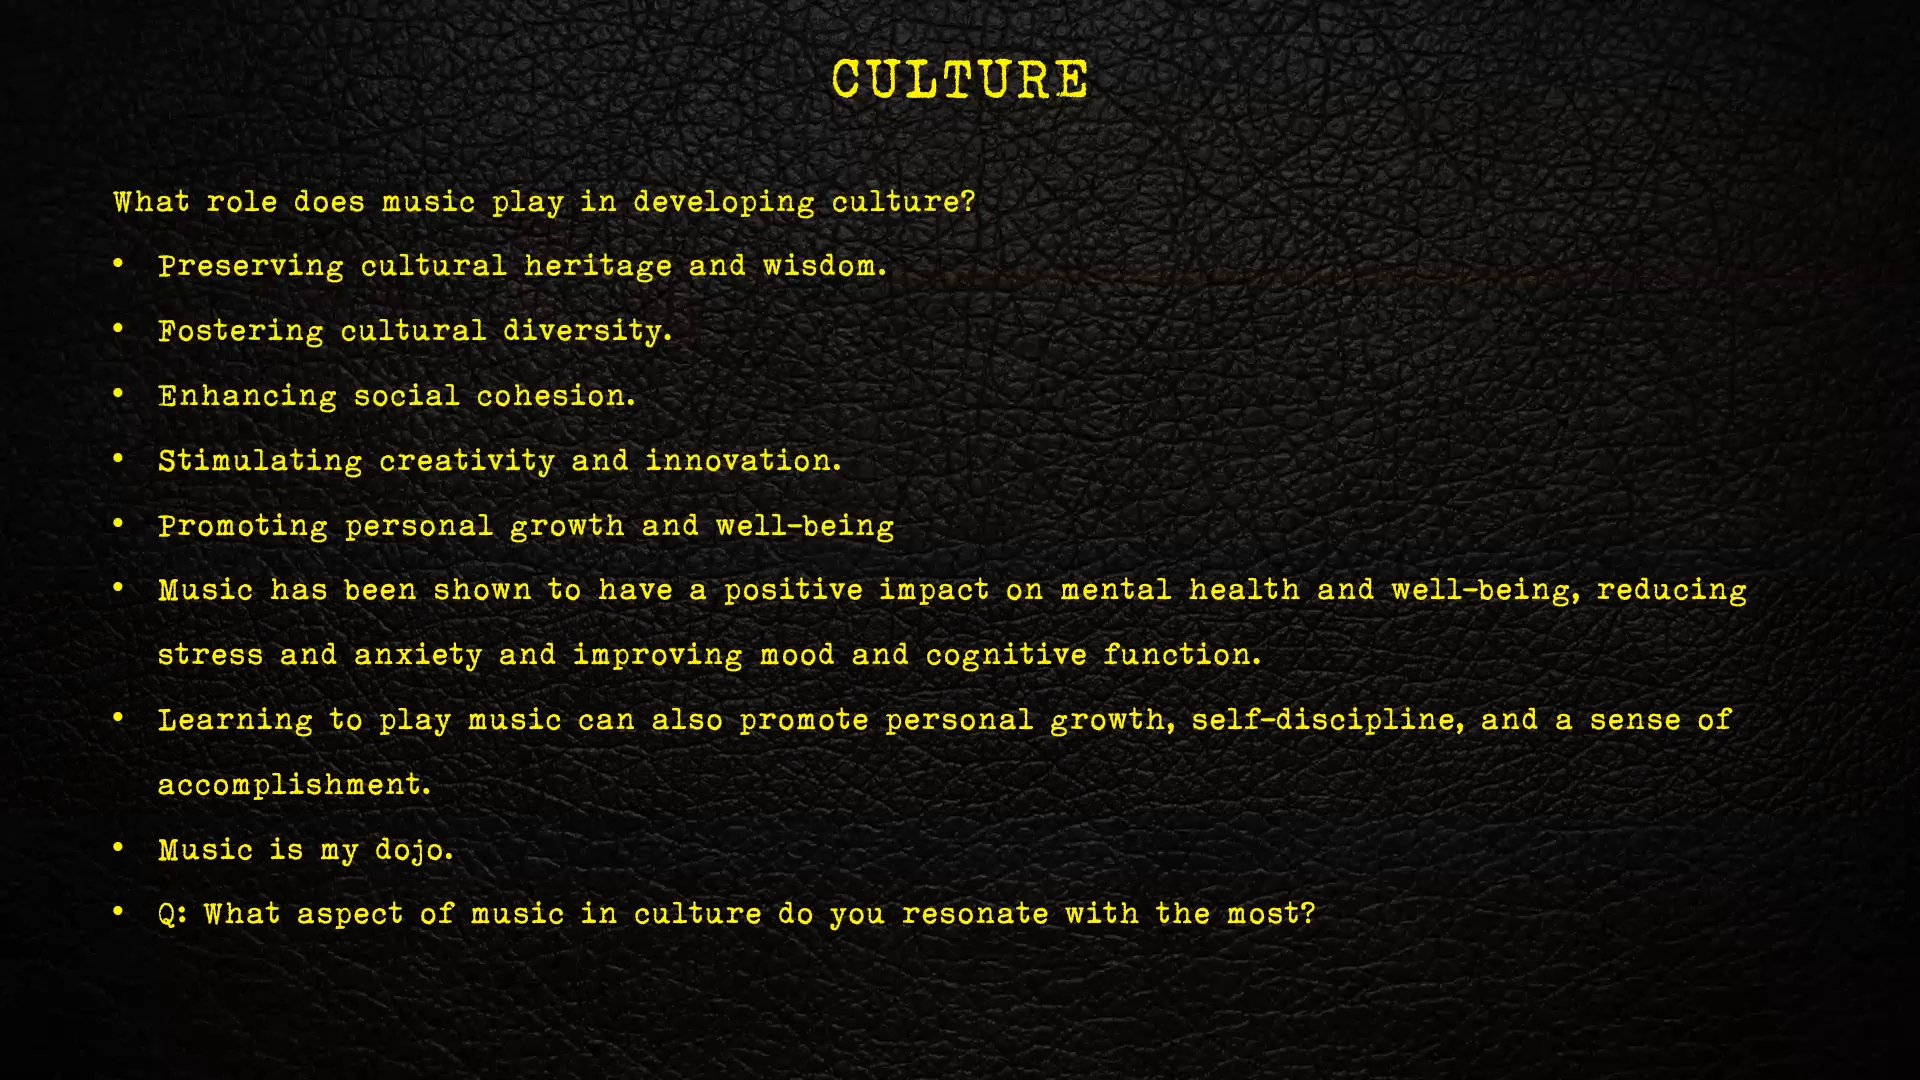 CULTURE
What role does music play in developing culture?
• Preserving cultural heritage and wisdom.
• Fostering cultural diversity.
• Enhancing social cohesion.
• Stimulating creativity and innovation.
• Promoting personal growth and well-being
• Music has been shown to have a positive impact on mental health and well-being, reducing
stress and anxiety and improving mood and cognitive function.
• Learning to play music can also promote personal growth, self-discipline, and a sense of
accomplishment.
• Music is my dojo.
• Q: What aspect of music in culture do you resonate with the most?